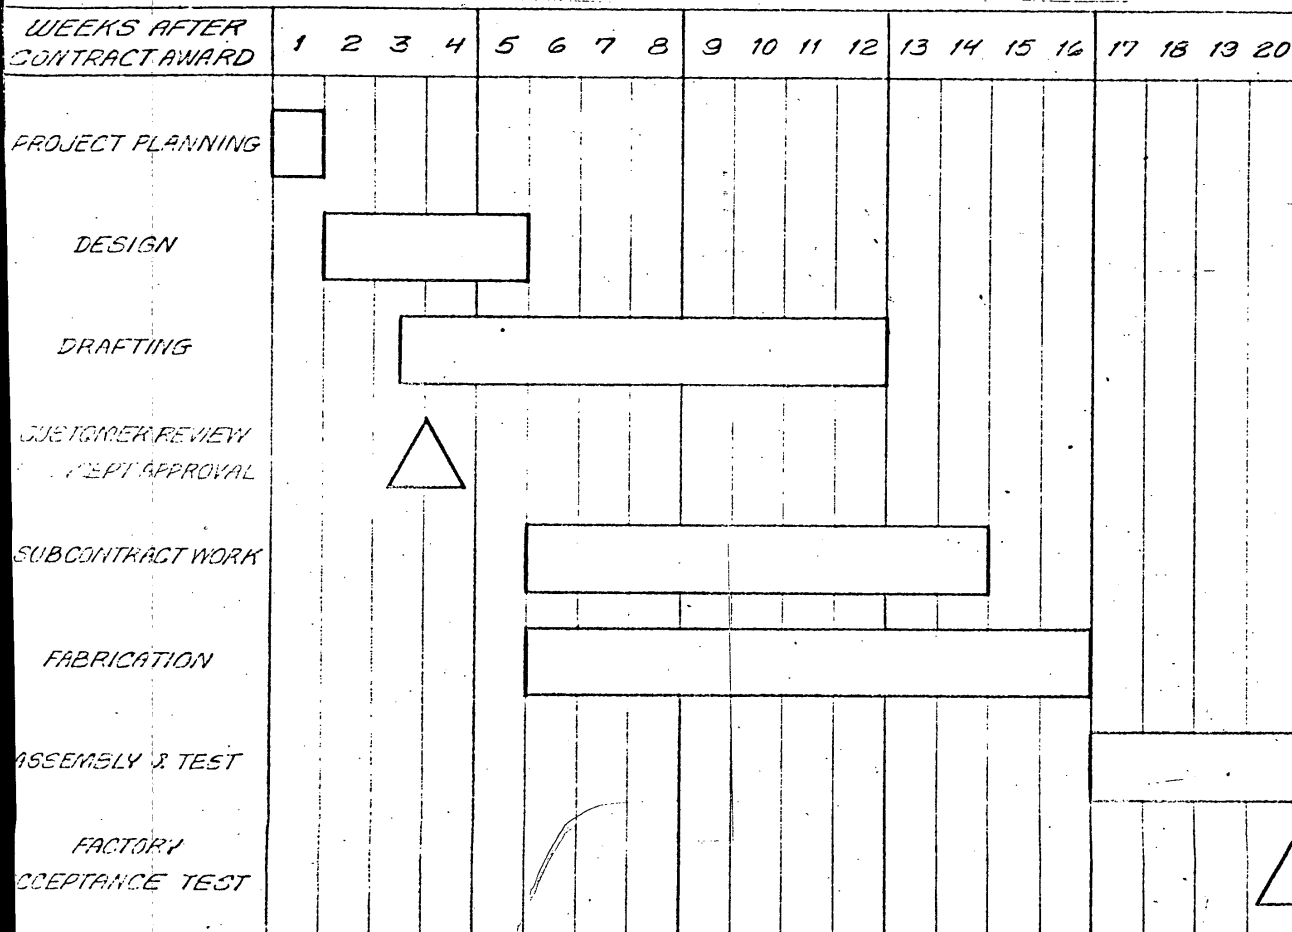 WEEKS AFTER
CONTRACT AWARD
1 2 3 4 5 6 7 8 9 10 11 12 13 14 15 16 17 18 19 20
PROJECT PLANNING
DESIGN
DRAFTING
CUSTOMER REVIEW
CEPT APPROVAL
SUBCONTRACT WORK
FABRICATION
ASSEMBLY & TEST
FACTORY
CCEPTANCE TEST